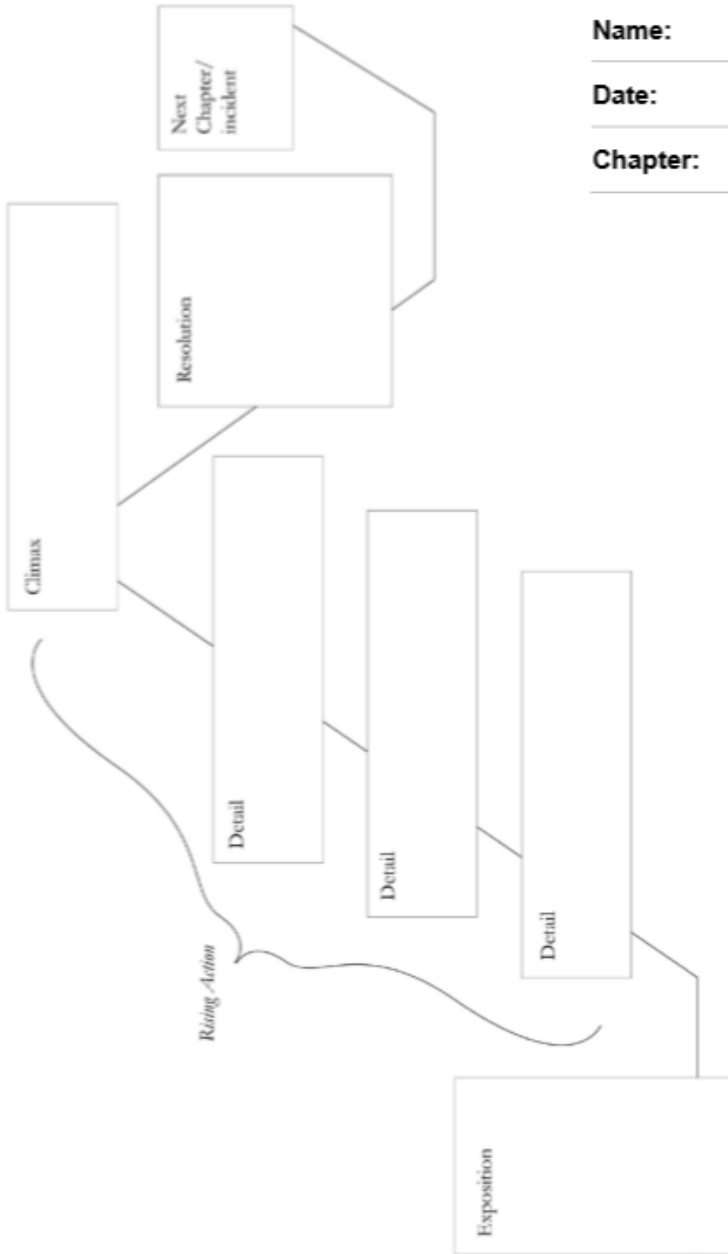 Name:
Date:
Chapter:
Exposition
Rising Action
Detail
Detail
Detail
Climax
Resolution
Next
Chapter/
incident